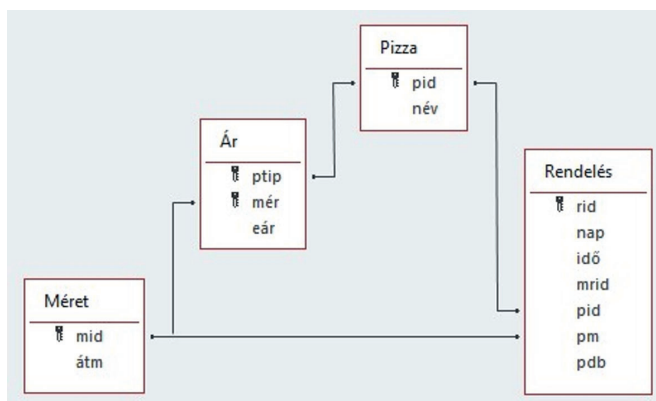 Pizza
pid
név
Ár
ptip
mér
eár
Rendelés
rid
nap
idő
mrid
pid
pm
pdb
Méret
mid
átm